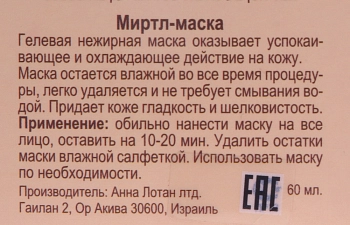 Миртл-маска
Гелевая нежирная маска оказывает успокаи-
вающее и охлаждающее действие на кожу.
Маска остается влажной во все время процеду-
ры, легко удаляется и не требует смывания во-
дой. Придает коже гладкость и шелковистость.
Применение: обильно нанести маску на все
лицо, оставить на 10-20 мин. Удалить остатки
маски влажной салфеткой. Использовать маску
по необходимости.
Производитель: Анна Лотан лтд. EAC 60 мл.
Гаилан 2, Ор Акива 30600, Израиль